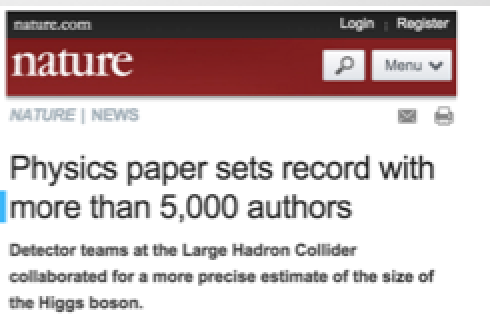 nature.com
Login | Register
nature
Menu
NATURE | NEWS
Physics paper sets record with
more than 5,000 authors
Detector teams at the Large Hadron Collider
collaborated for a more precise estimate of the size of
the Higgs boson.